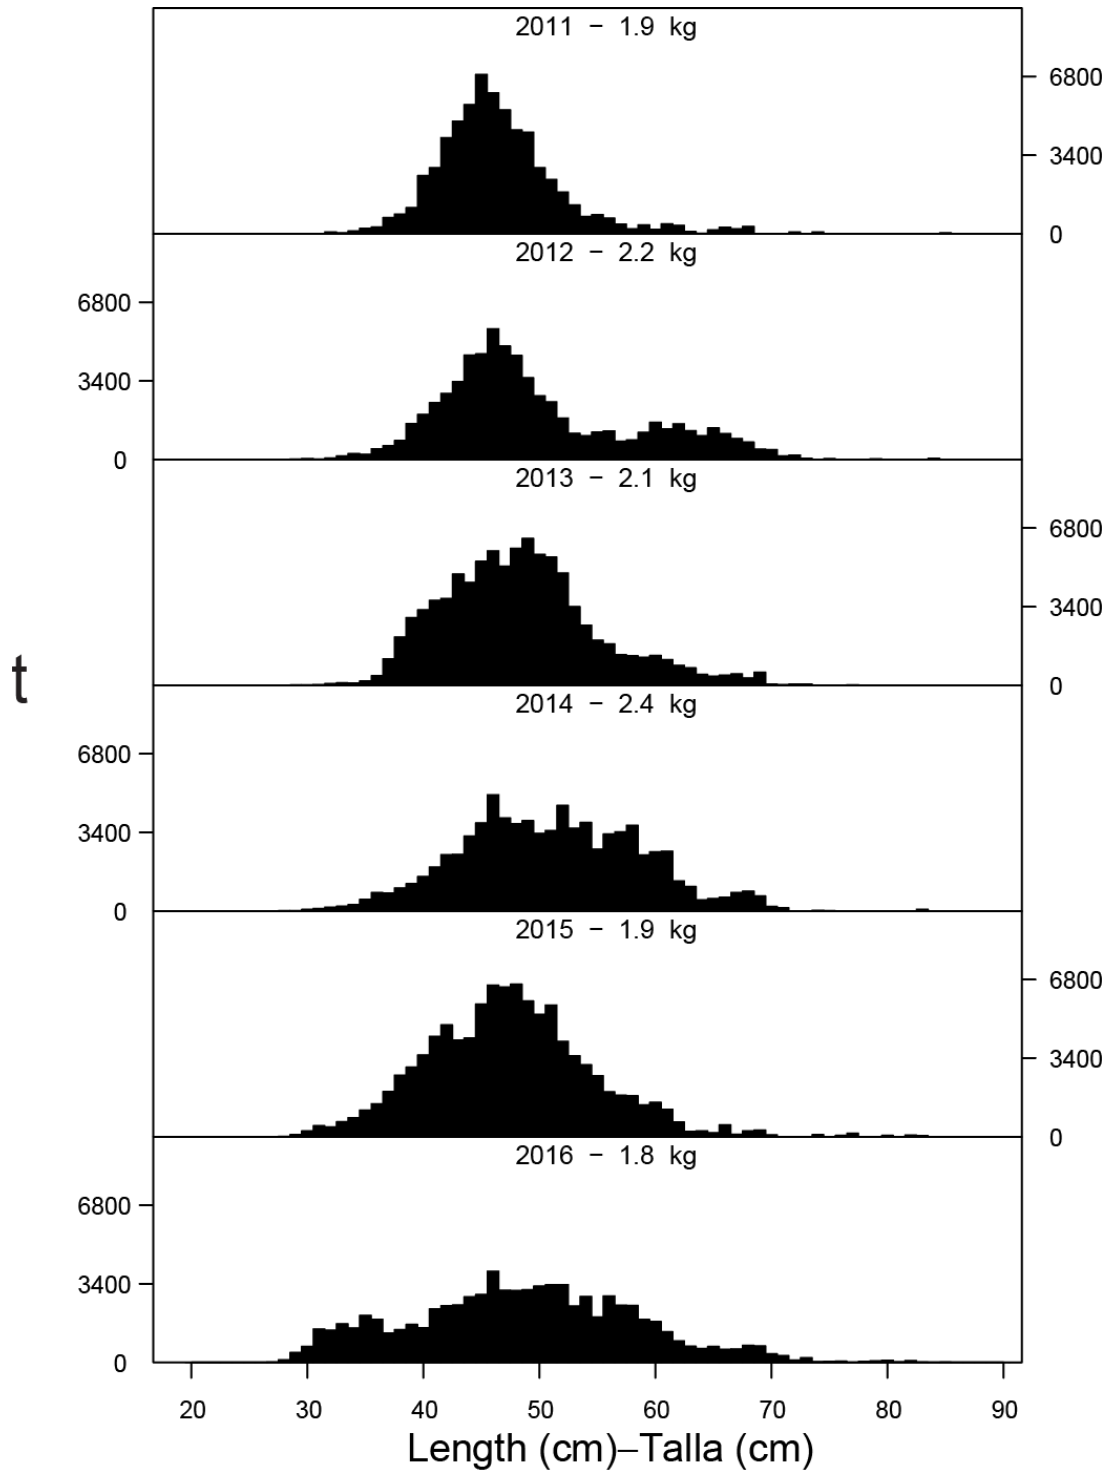 2011 − 1.9 kg
6800
3400
0
2012 − 2.2 kg
6800
3400
0
2013 − 2.1 kg
6800
3400
0
t
2014 − 2.4 kg
6800
3400
0
2015 − 1.9 kg
6800
3400
0
2016 − 1.8 kg
6800
3400
0
20 30 40 50 60 70 80 90
Length (cm)–Talla (cm)